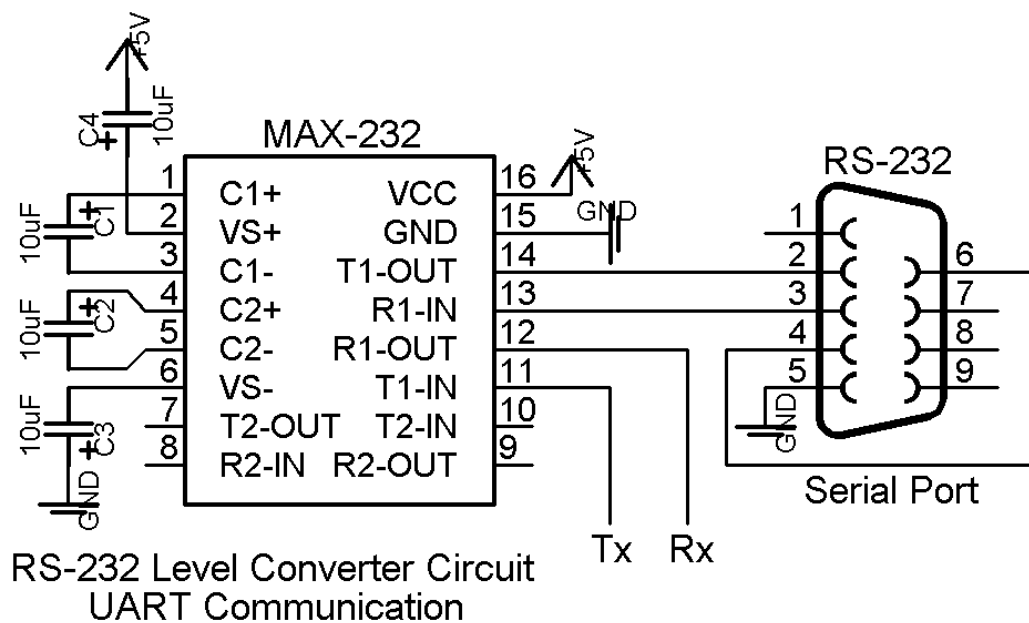 +5V
C4
10uF
+
MAX-232
RS-232
1 C1+ VCC 16 +5V
2 VS+ GND 15 GND
3 C1- T1-OUT 14
4 C2+ R1-IN 13
5 C2- R1-OUT 12
6 VS- T1-IN 11
7 T2-OUT T2-IN 10
8 R2-IN R2-OUT 9
10uF + C1
10uF + C2
10uF + C3
GND
1
2
3
4
5
6
7
8
9
GND
Serial Port
Tx Rx
RS-232 Level Converter Circuit
UART Communication